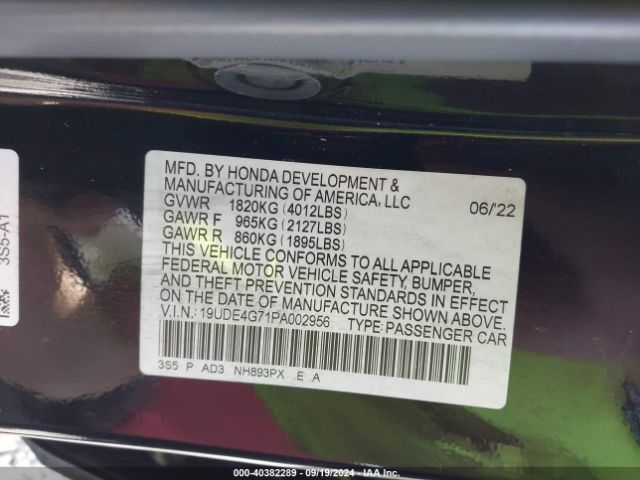 MFD. BY HONDA DEVELOPMENT &
MANUFACTURING OF AMERICA, LLC
GVWR 1820KG (4012LBS) 06/'22
GAWR F 965KG (2127LBS)
GAWR R 860KG (1895LBS)
THIS VEHICLE CONFORMS TO ALL APPLICABLE
FEDERAL MOTOR VEHICLE SAFETY, BUMPER,
AND THEFT PREVENTION STANDARDS IN EFFECT
ON THE DATE OF MANUFACTURE SHOWN ABOVE.
V.I.N.: 19UDE4G71PA002956 TYPE:PASSENGER CAR
3S5 P AD3 NH893PX .E .A
3S5-A1
000-40382289 - 09/19/2024 - IAA Inc.